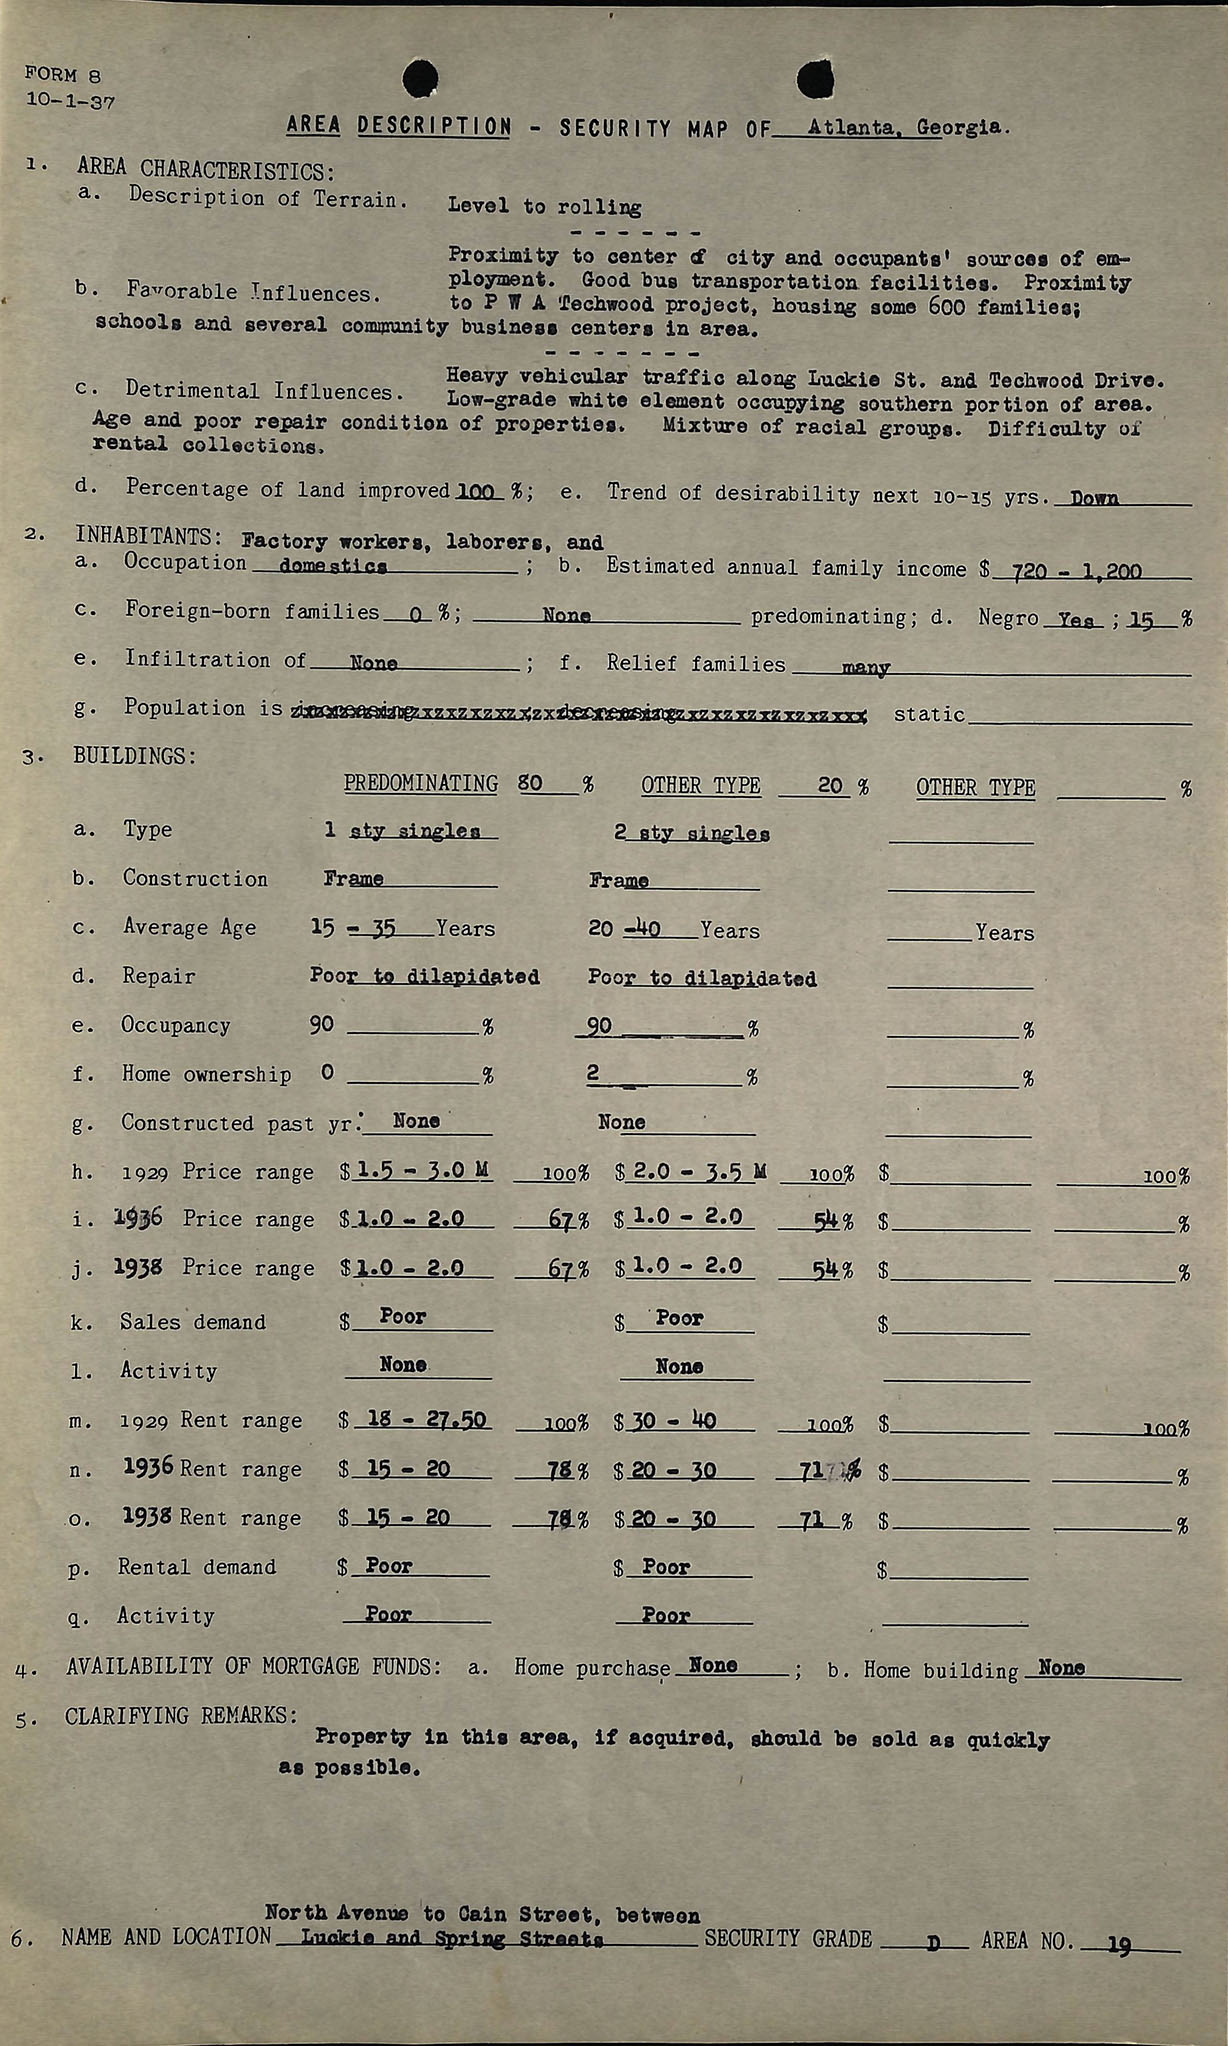 FORM 8
10-1-37
AREA DESCRIPTION - SECURITY MAP OF Atlanta, Georgia.
1. AREA CHARACTERISTICS:
a. Description of Terrain. Level to rolling
- - - - - -
Proximity to center of city and occupants' sources of em-
ployment. Good bus transportation facilities. Proximity
b. Favorable Influences. to P W A Techwood project, housing some 600 families;
schools and several community business centers in area.
- - - - - - -
Heavy vehicular traffic along Luckie St. and Techwood Drive.
c. Detrimental Influences. Low-grade white element occupying southern portion of area.
Age and poor repair condition of properties. Mixture of racial groups. Difficulty of
rental collections.
d. Percentage of land improved 100 %; e. Trend of desirability next 10-15 yrs. Down
2. INHABITANTS: Factory workers, laborers, and
a. Occupation domestics ; b. Estimated annual family income $ 720 - 1,200
c. Foreign-born families 0 %; None predominating; d. Negro Yes ; 15 %
e. Infiltration of None ; f. Relief families many
g. Population is increasing decreasing static
3. BUILDINGS:
PREDOMINATING 80 % OTHER TYPE 20 % OTHER TYPE %
a. Type 1 sty singles 2 sty singles
b. Construction Frame Frame
c. Average Age 15 - 35 Years 20 -40 Years Years
d. Repair Poor to dilapidated Poor to dilapidated
e. Occupancy 90 % 90 % %
f. Home ownership 0 % 2 % %
g. Constructed past yr. None None
h. 1929 Price range $ 1.5 - 3.0 M 100% $ 2.0 - 3.5 M 100% $ 100%
i. 1936 Price range $ 1.0 - 2.0 67% $ 1.0 - 2.0 54% $ %
j. 1938 Price range $ 1.0 - 2.0 67% $ 1.0 - 2.0 54% $ %
k. Sales demand $ Poor $ Poor $
l. Activity None None
m. 1929 Rent range $ 18 - 27.50 100% $ 30 - 40 100% $ 100%
n. 1936 Rent range $ 15 - 20 78% $ 20 - 30 71% $ %
o. 1938 Rent range $ 15 - 20 78% $ 20 - 30 71 % $ %
p. Rental demand $ Poor $ Poor $
q. Activity Poor Poor
4. AVAILABILITY OF MORTGAGE FUNDS: a. Home purchase None ; b. Home building None
5. CLARIFYING REMARKS:
Property in this area, if acquired, should be sold as quickly
as possible.
North Avenue to Cain Street, between
6. NAME AND LOCATION Luckie and Spring Streets SECURITY GRADE D AREA NO. 19